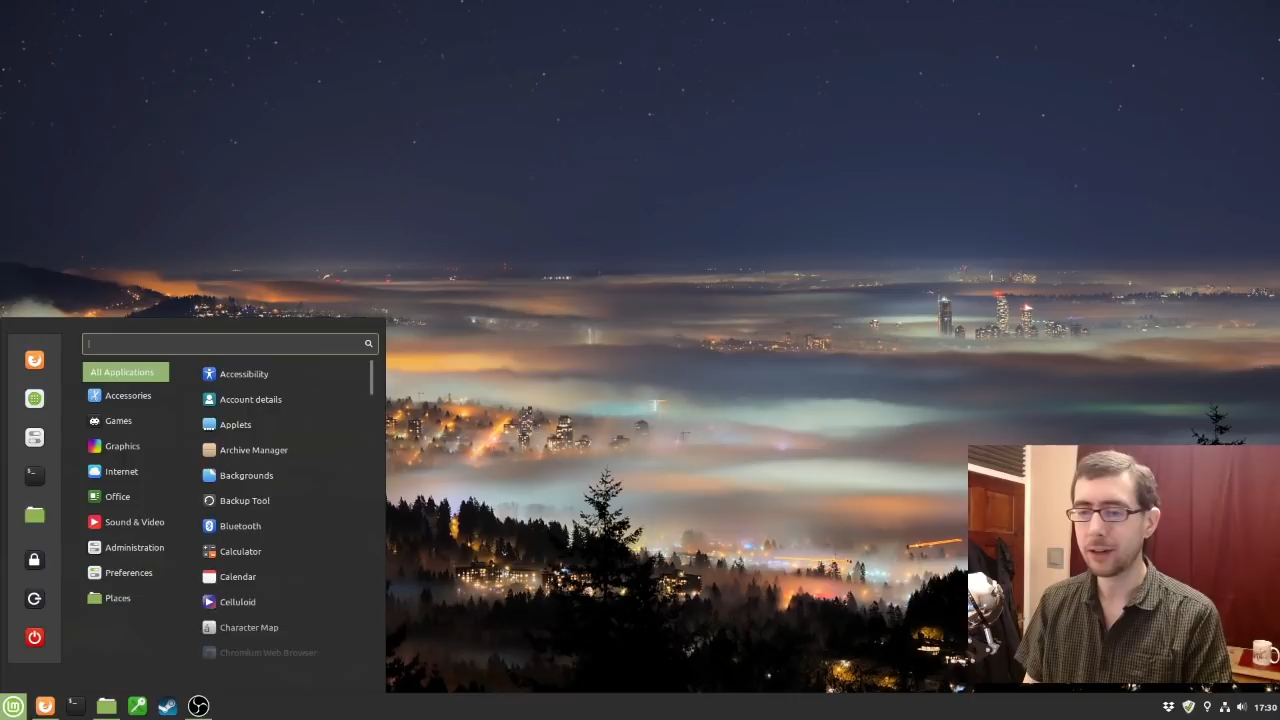 All Applications
Accessories
Games
Graphics
Internet
Office
Sound & Video
Administration
Preferences
Places
Accessibility
Account details
Applets
Archive Manager
Backgrounds
Backup Tool
Bluetooth
Calculator
Calendar
Celluloid
Character Map
Chromium Web Browser
17:30